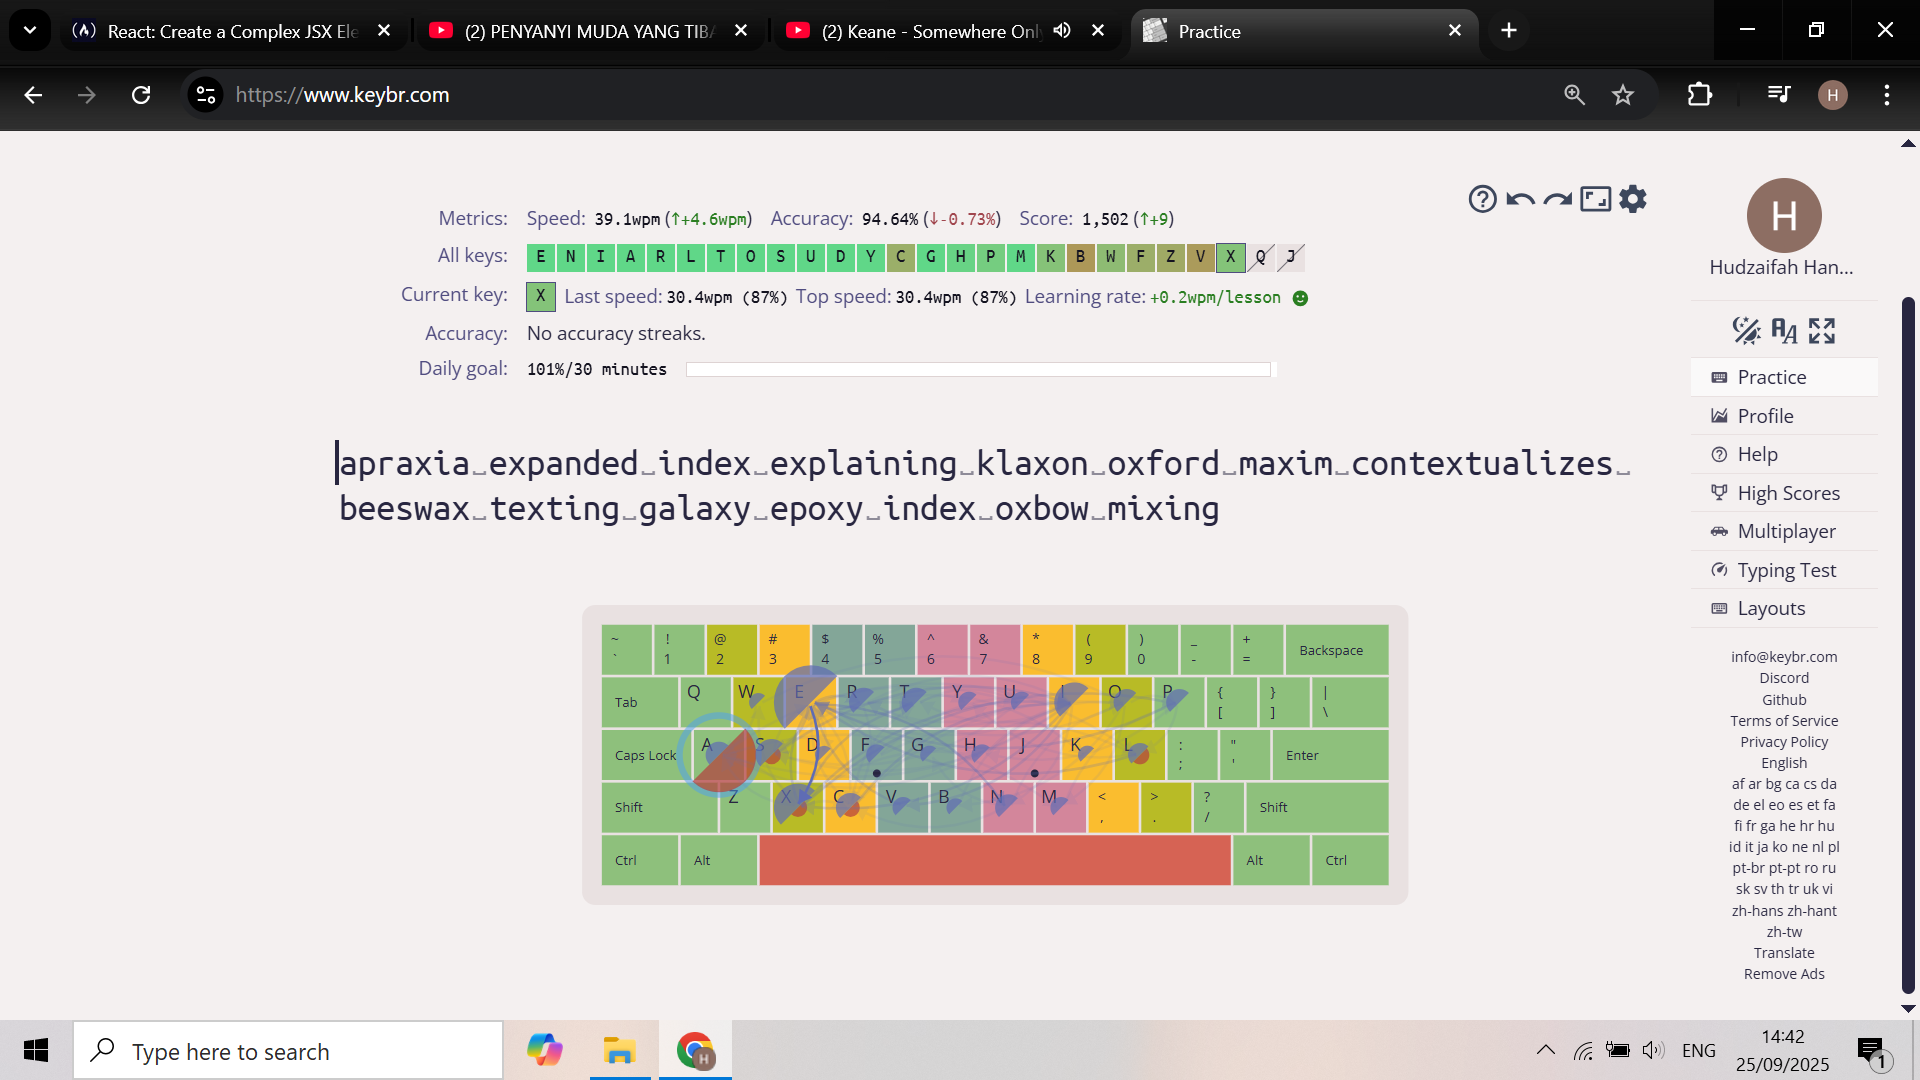 React: Create a Complex JSX Ele
(2) PENYANYI MUDA YANG TIBA
(2) Keane - Somewhere Onl
Practice
https://www.keybr.com
H
Metrics: Speed: 39.1wpm (↑+4.6wpm) Accuracy: 94.64% (↓-0.73%) Score: 1,502 (↑+9)
All keys: E N I A R L T O S U D Y C G H P M K B W F Z V X Q J
Current key: X Last speed: 30.4wpm (87%) Top speed: 30.4wpm (87%) Learning rate: +0.2wpm/lesson
Accuracy: No accuracy streaks.
Daily goal: 101%/30 minutes
apraxia␣expanded␣index␣explaining␣klaxon␣oxford␣maxim␣contextualizes␣
beeswax␣texting␣galaxy␣epoxy␣index␣oxbow␣mixing
~ ! @ # $ % ^ & * ( ) _ +
` 1 2 3 4 5 6 7 8 9 0 - = Backspace
Tab Q W E R T Y U I O P { } |
[ ] \
Caps Lock A S D F G H J K L : " Enter
; '
Shift Z X C V B N M < > ? Shift
, . /
Ctrl Alt Alt Ctrl
H
Hudzaifah Han...
Practice
Profile
Help
High Scores
Multiplayer
Typing Test
Layouts
info@keybr.com
Discord
Github
Terms of Service
Privacy Policy
English
af ar bg ca cs da
de el eo es et fa
fi fr ga he hr hu
id it ja ko ne nl pl
pt-br pt-pt ro ru
sk sv th tr uk vi
zh-hans zh-hant
zh-tw
Translate
Remove Ads
Type here to search
H
ENG
14:42
25/09/2025
1